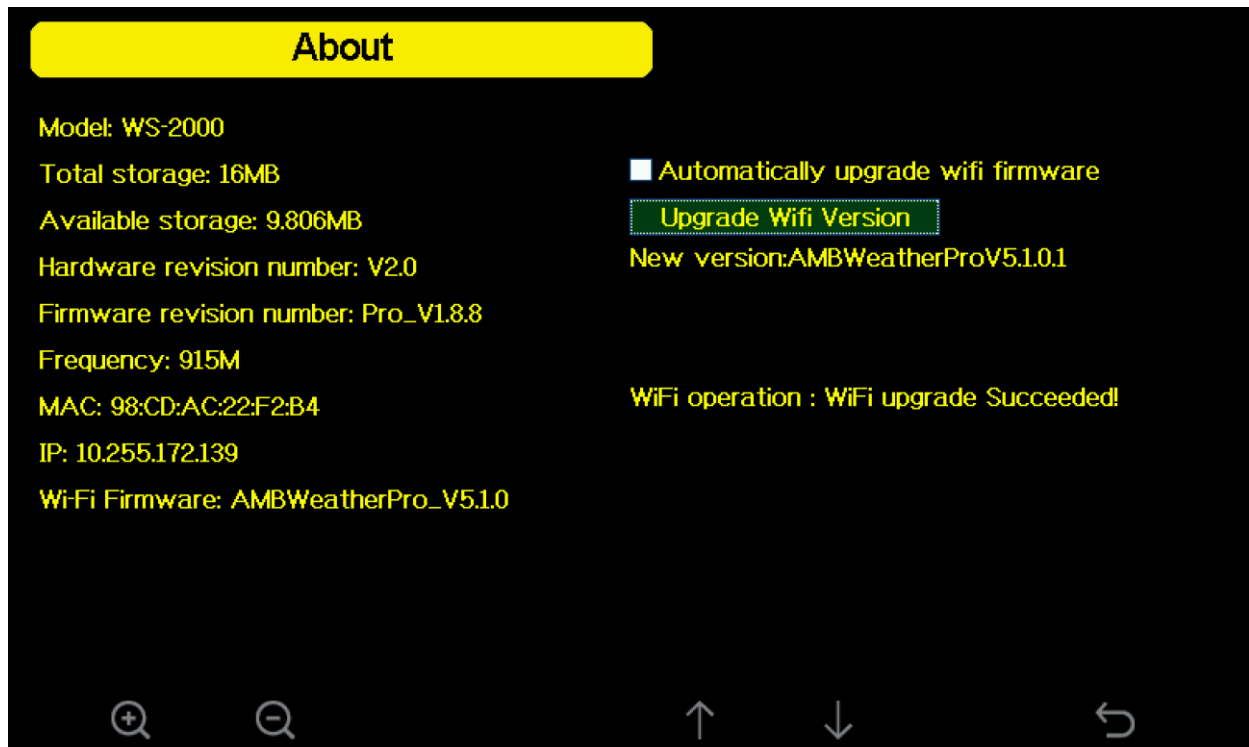 About
Model: WS-2000
Total storage: 16MB
Available storage: 9.806MB
Hardware revision number: V2.0
Firmware revision number: Pro_V1.8.8
Frequency: 915M
MAC: 98:CD:AC:22:F2:B4
IP: 10.255.172.139
Wi-Fi Firmware: AMBWeatherPro_V5.1.0
Automatically upgrade wifi firmware
Upgrade Wifi Version
New version:AMBWeatherProV5.1.0.1
WiFi operation : WiFi upgrade Succeeded!